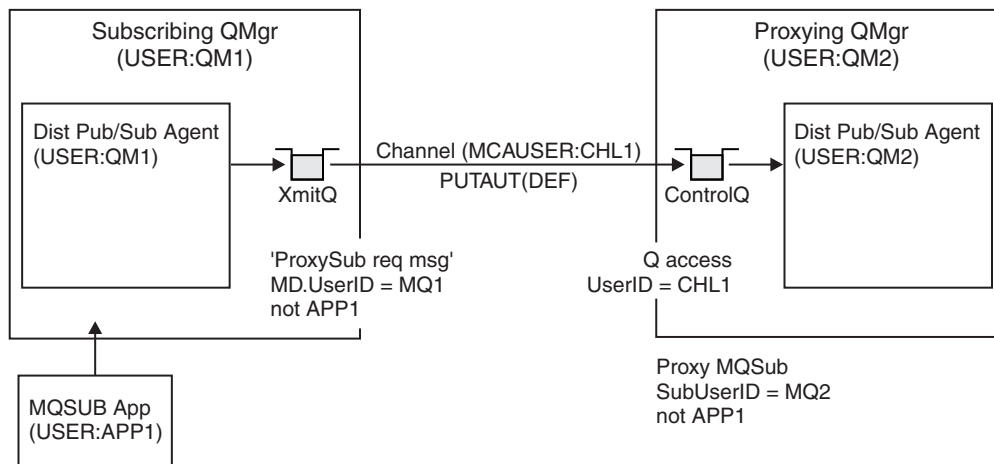 Subscribing QMgr
(USER:QM1)
Dist Pub/Sub Agent
(USER:QM1)
XmitQ
Channel (MCAUSER:CHL1)
PUTAUT(DEF)
'ProxySub req msg'
MD.UserID = MQ1
not APP1
MQSUB App
(USER:APP1)
Proxying QMgr
(USER:QM2)
ControlQ
Dist Pub/Sub Agent
(USER:QM2)
Q access
UserID = CHL1
Proxy MQSub
SubUserID = MQ2
not APP1